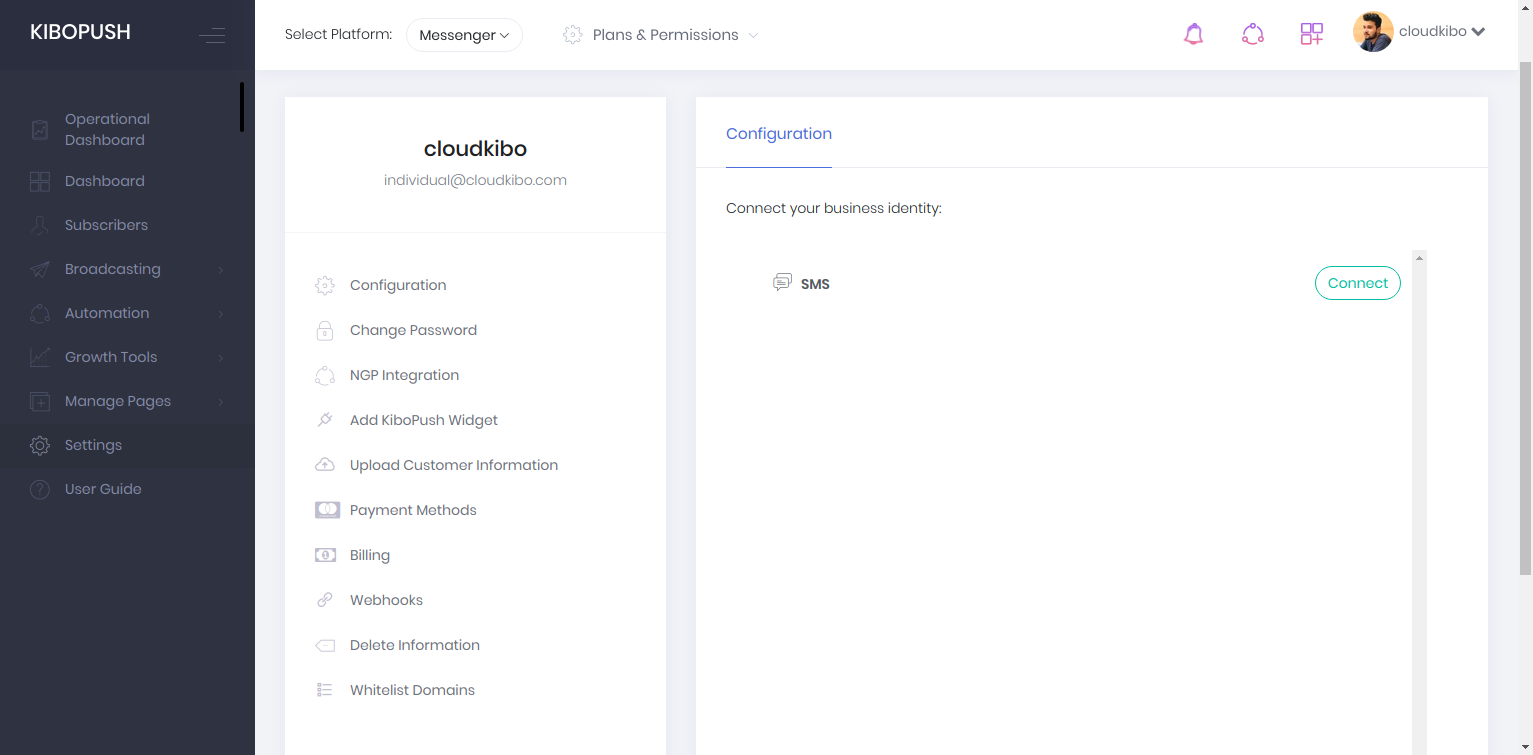 KIBOPUSH
Select Platform:
Messenger
Plans & Permissions
cloudkibo
Operational
Dashboard
Dashboard
Subscribers
Broadcasting
Automation
Growth Tools
Manage Pages
Settings
User Guide
cloudkibo
individual@cloudkibo.com
Configuration
Change Password
NGP Integration
Add KiboPush Widget
Upload Customer Information
Payment Methods
Billing
Webhooks
Delete Information
Whitelist Domains
Configuration
Connect your business identity:
SMS
Connect